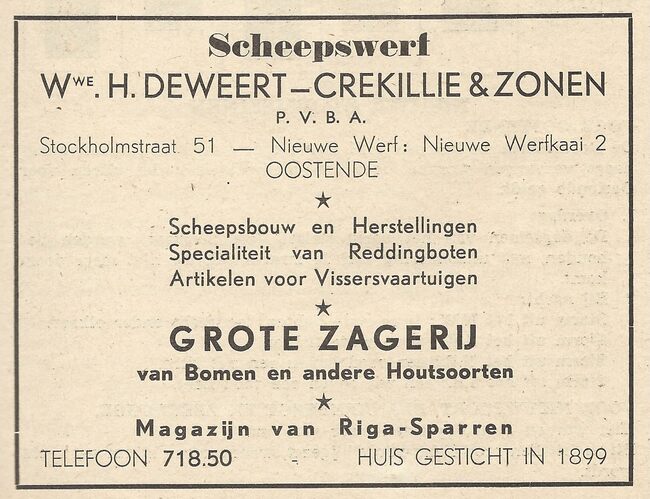 Scheepswerf
Wwe. H. DEWEERT – CREKILLIE & ZONEN
P. V. B. A.
Stockholmstraat 51 — Nieuwe Werf: Nieuwe Werfkaai 2
OOSTENDE
★
Scheepsbouw en Herstellingen
Specialiteit van Reddingboten
Artikelen voor Vissersvaartuigen
★
GROTE ZAGERIJ
van Bomen en andere Houtsoorten
★
Magazijn van Riga-Sparren
TELEFOON 718.50 - HUIS GESTICHT IN 1899